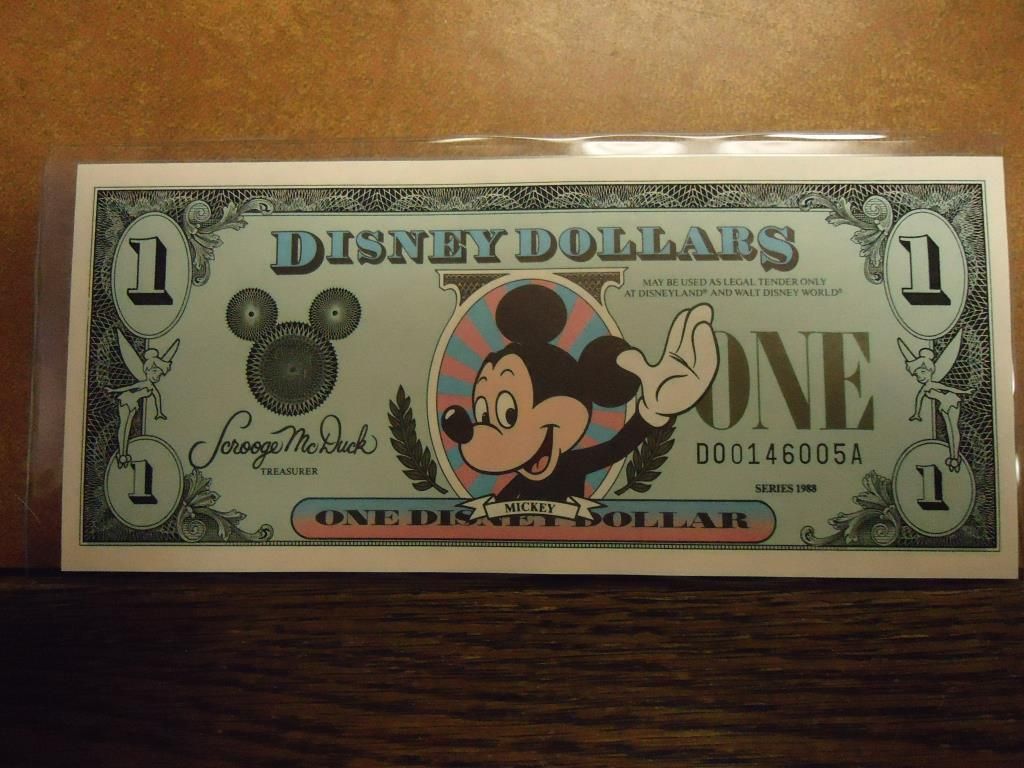 DISNEY DOLLARS
1
1
MAY BE USED AS LEGAL TENDER ONLY
AT DISNEYLAND® AND WALT DISNEY WORLD®
ONE
Scrooge McDuck
TREASURER
D00146005A
SERIES 1988
1
1
MICKEY
ONE DISNEY DOLLAR